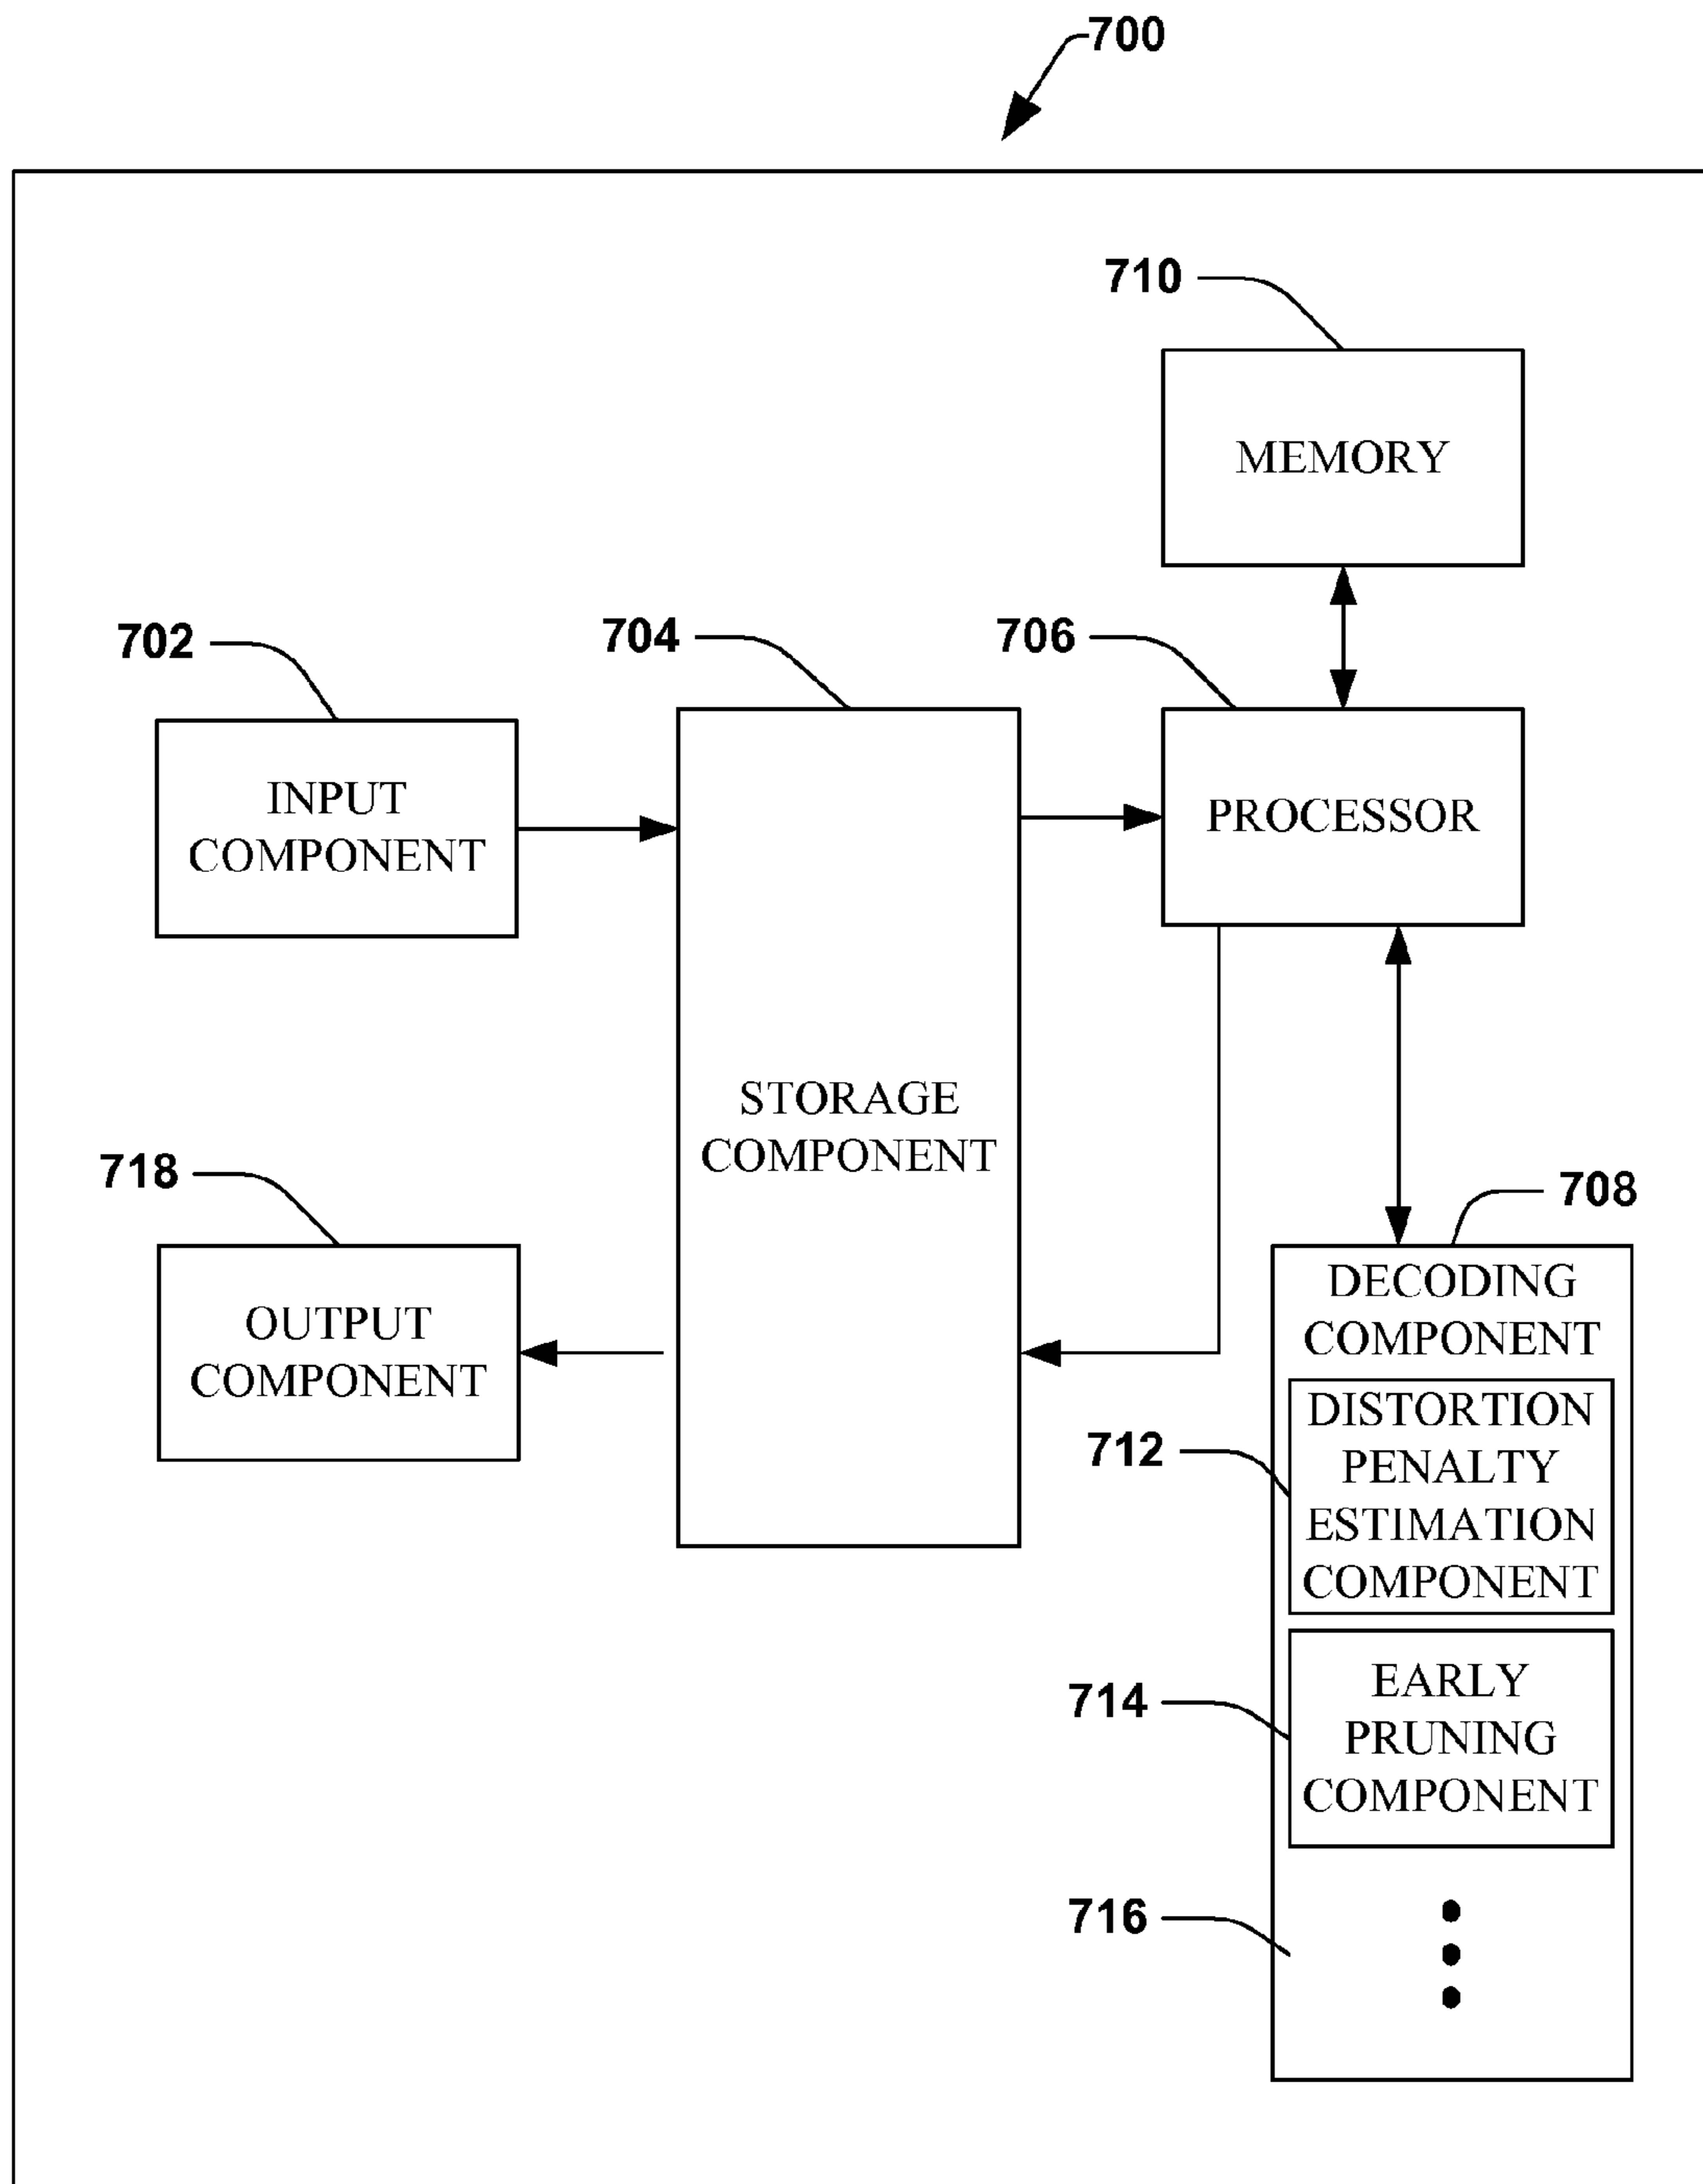 700
710
MEMORY
702
704
706
INPUT
COMPONENT
PROCESSOR
STORAGE
COMPONENT
718
708
OUTPUT
COMPONENT
DECODING
COMPONENT
712
DISTORTION
PENALTY
ESTIMATION
COMPONENT
714
EARLY
PRUNING
COMPONENT
716